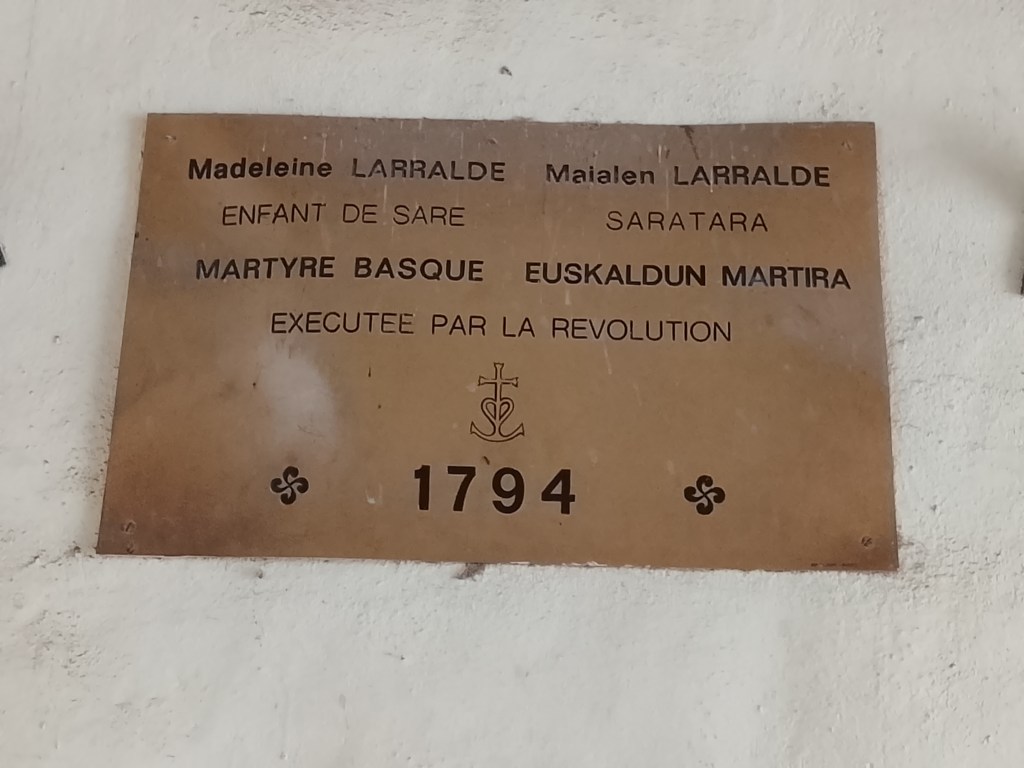 Madeleine LARRALDE Maialen LARRALDE
ENFANT DE SARE SARATARA
MARTYRE BASQUE EUSKALDUN MARTIRA
EXECUTEE PAR LA REVOLUTION
1794